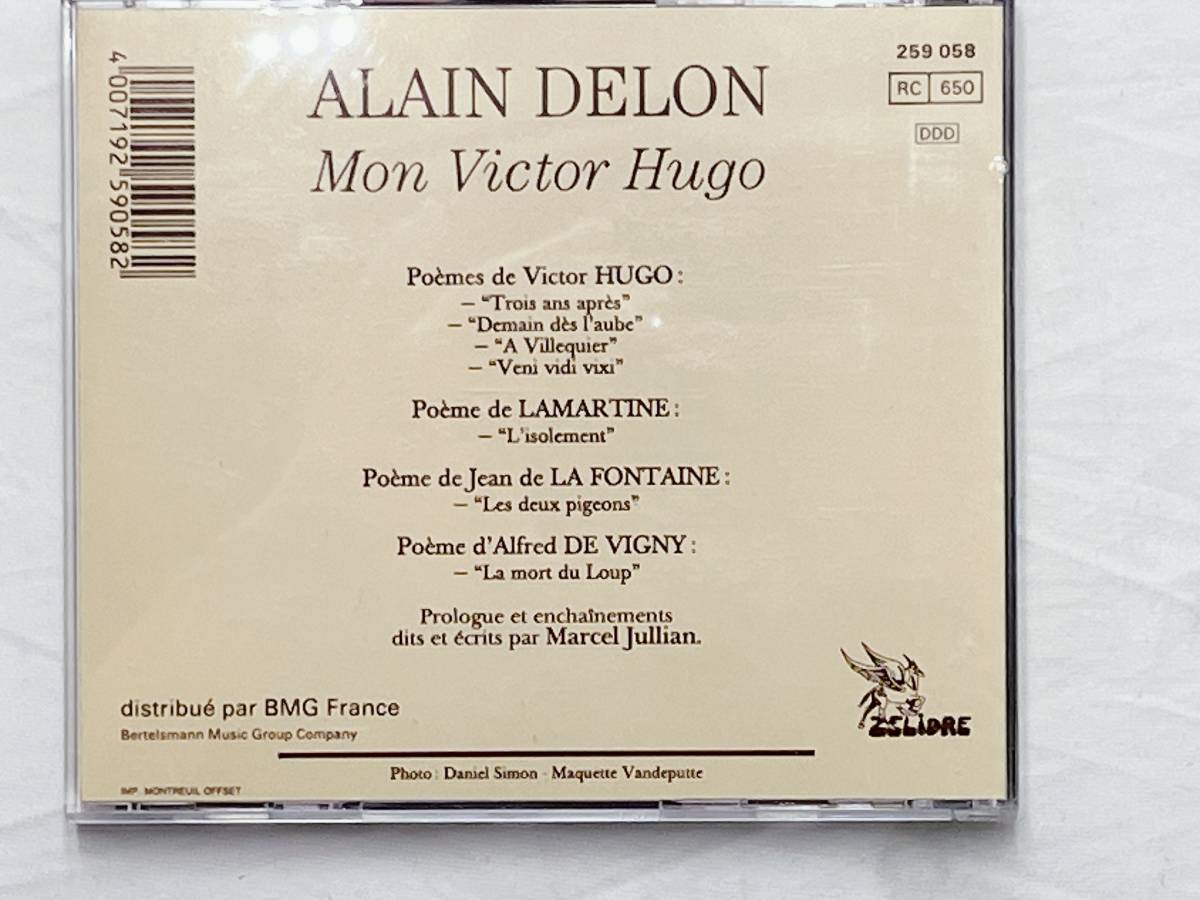 4 007192 590582
259 058
RC 650
DDD
ALAIN DELON
Mon Victor Hugo
Poèmes de Victor HUGO :
– “Trois ans après”
– “Demain dès l'aube”
– “A Villequier”
– “Veni vidi vixi”
Poème de LAMARTINE :
– “L'isolement”
Poème de Jean de LA FONTAINE :
– “Les deux pigeons”
Poème d'Alfred DE VIGNY :
– “La mort du Loup”
Prologue et enchaînements
dits et écrits par Marcel Jullian.
distribué par BMG France
Bertelsmann Music Group Company
ZELIDRE
Photo : Daniel Simon - Maquette Vandeputte
IMP. MONTREUIL OFFSET